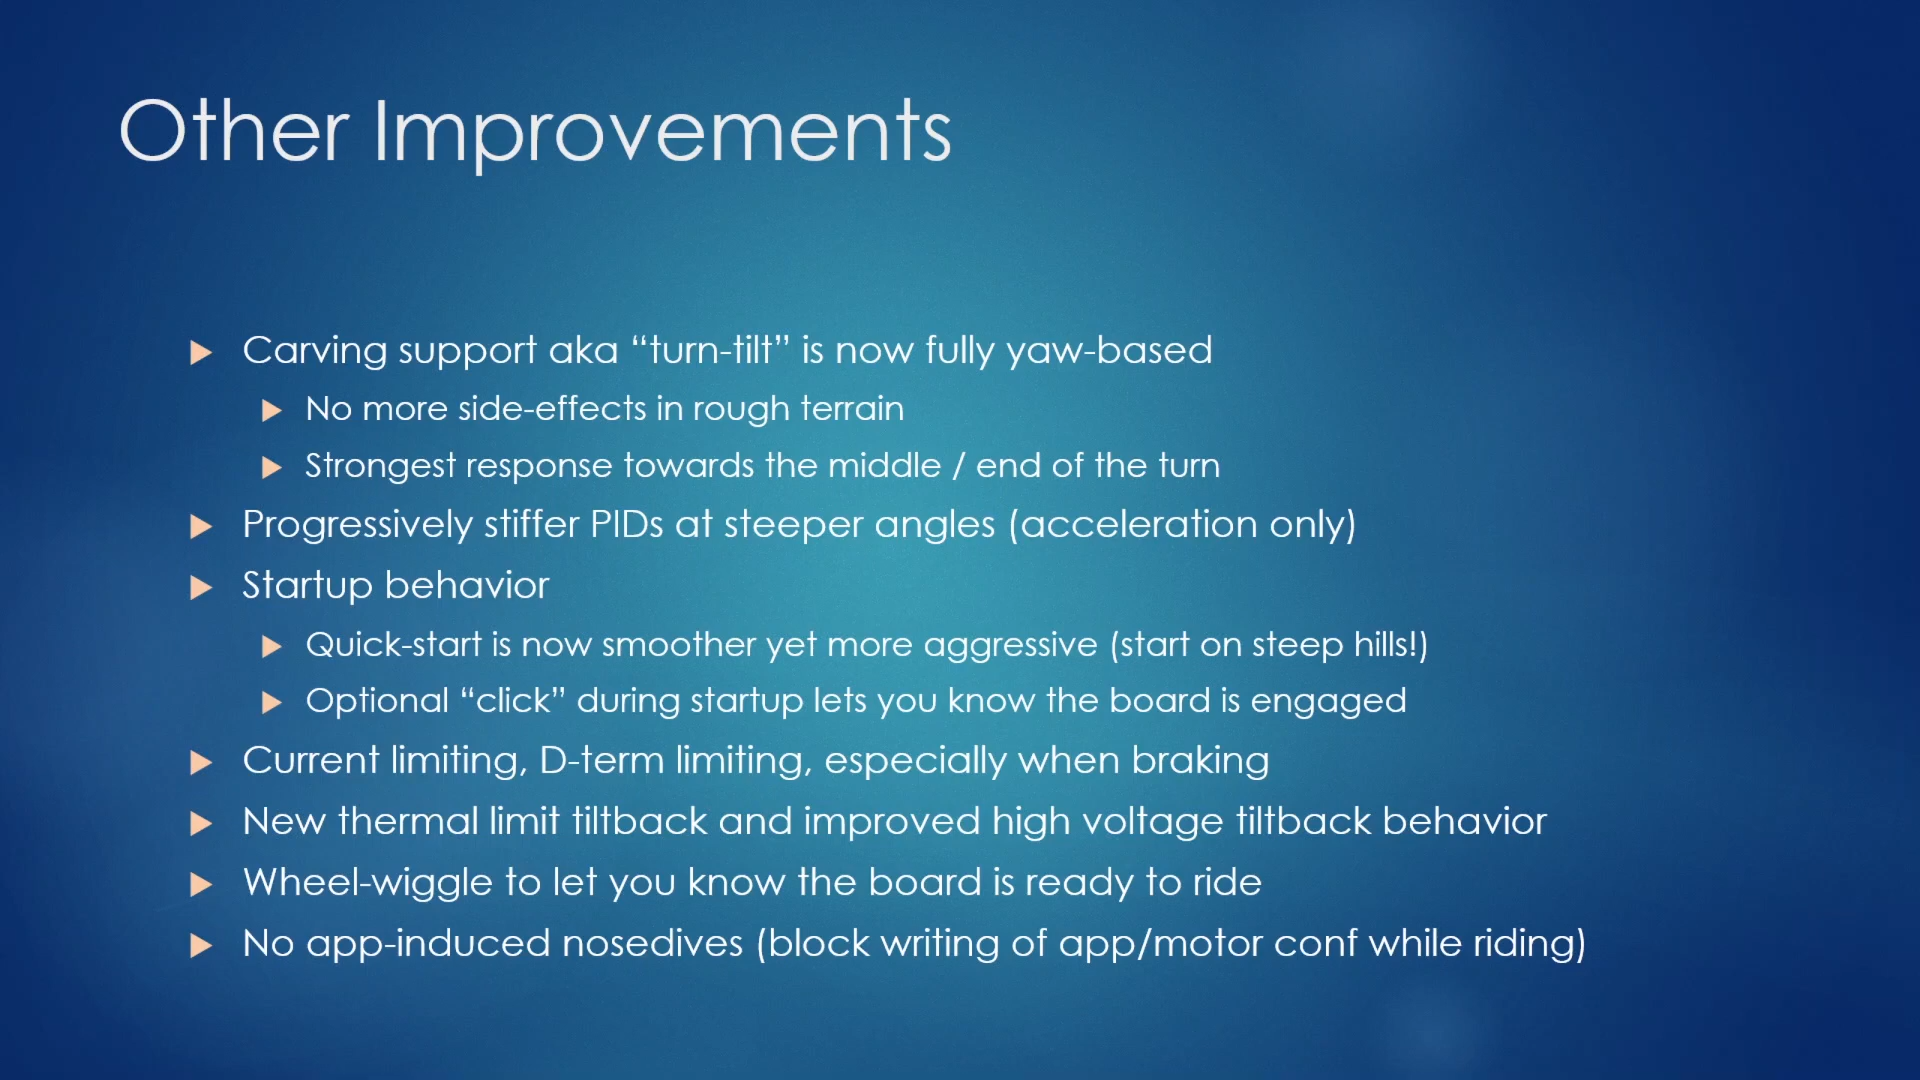 Other Improvements
Carving support aka “turn-tilt” is now fully yaw-based
No more side-effects in rough terrain
Strongest response towards the middle / end of the turn
Progressively stiffer PIDs at steeper angles (acceleration only)
Startup behavior
Quick-start is now smoother yet more aggressive (start on steep hills!)
Optional “click” during startup lets you know the board is engaged
Current limiting, D-term limiting, especially when braking
New thermal limit tiltback and improved high voltage tiltback behavior
Wheel-wiggle to let you know the board is ready to ride
No app-induced nosedives (block writing of app/motor conf while riding)